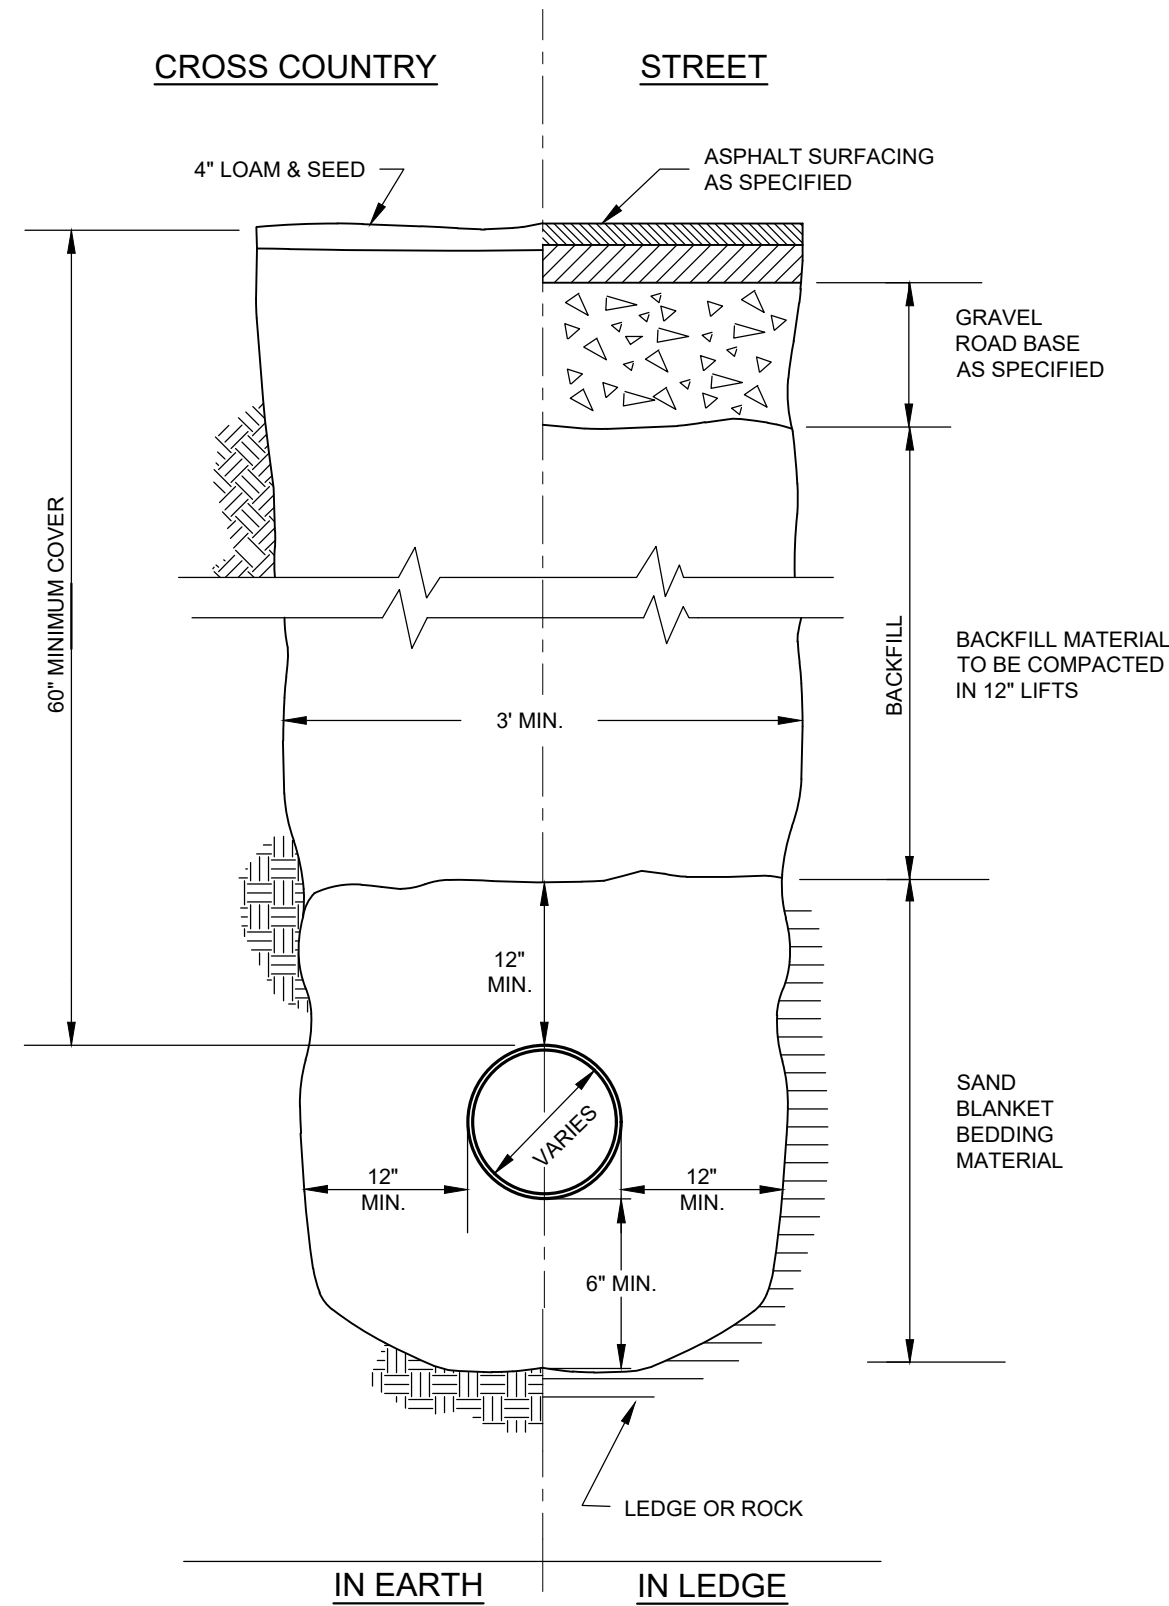 CROSS COUNTRY
STREET
4" LOAM & SEED
ASPHALT SURFACING
AS SPECIFIED
GRAVEL
ROAD BASE
AS SPECIFIED
60" MINIMUM COVER
BACKFILL
BACKFILL MATERIAL
TO BE COMPACTED
IN 12" LIFTS
3' MIN.
12"
MIN.
SAND
BLANKET
BEDDING
MATERIAL
VARIES
12"
MIN.
12"
MIN.
6" MIN.
LEDGE OR ROCK
IN EARTH
IN LEDGE